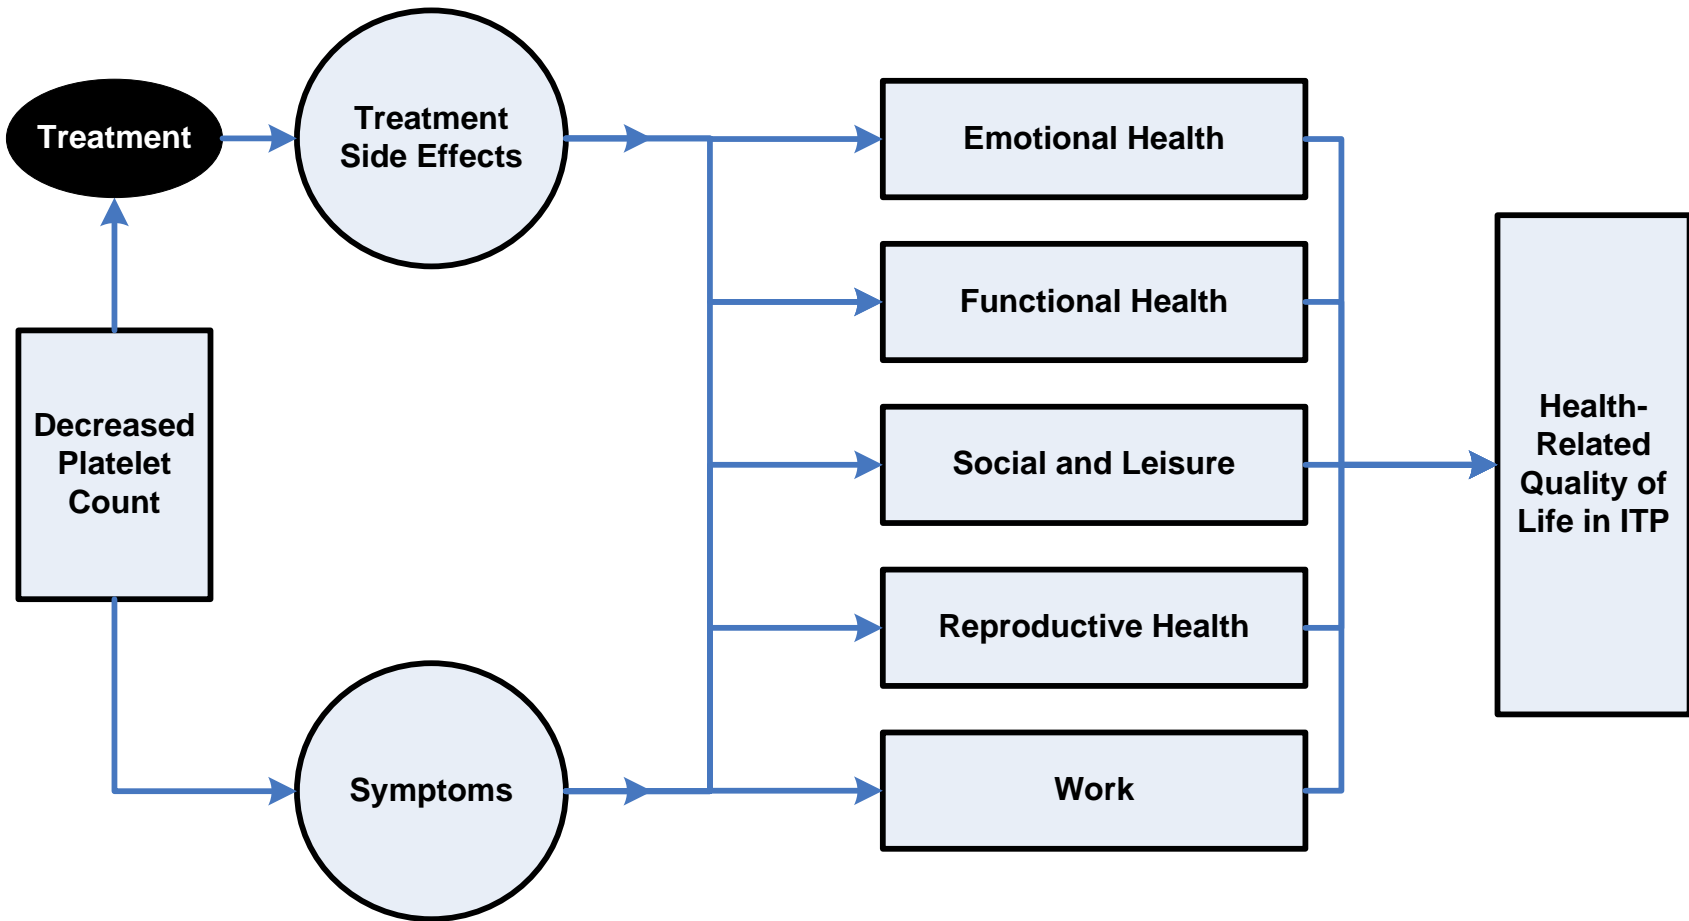 Treatment
Treatment
Side Effects
Decreased
Platelet
Count
Symptoms
Emotional Health
Functional Health
Social and Leisure
Reproductive Health
Work
Health-
Related
Quality of
Life in ITP